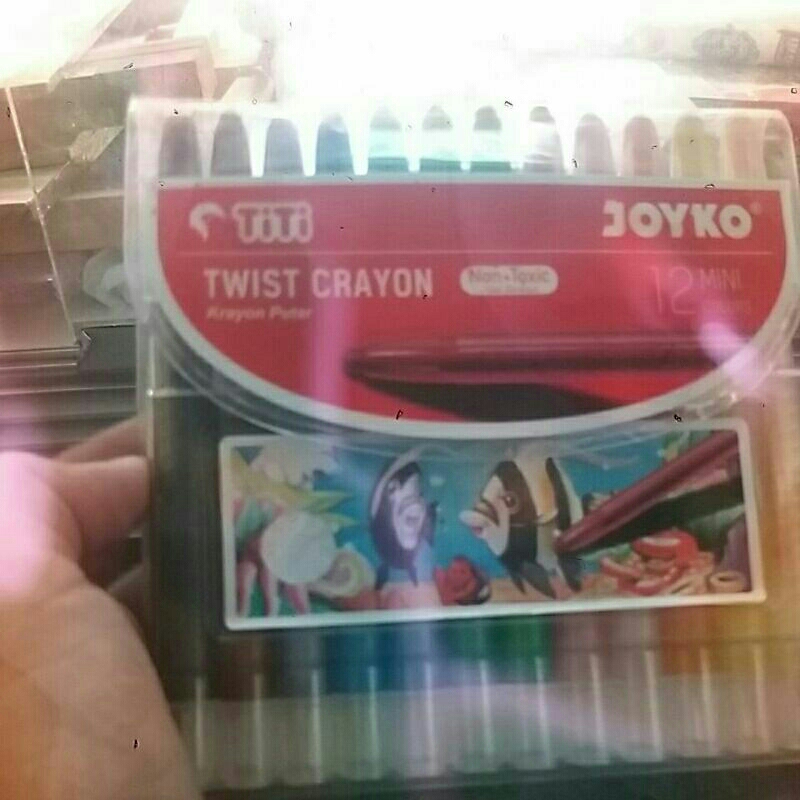 TiTi
JOYKO
TWIST CRAYON
Non-Toxic
12 MINI
Krayon Putar